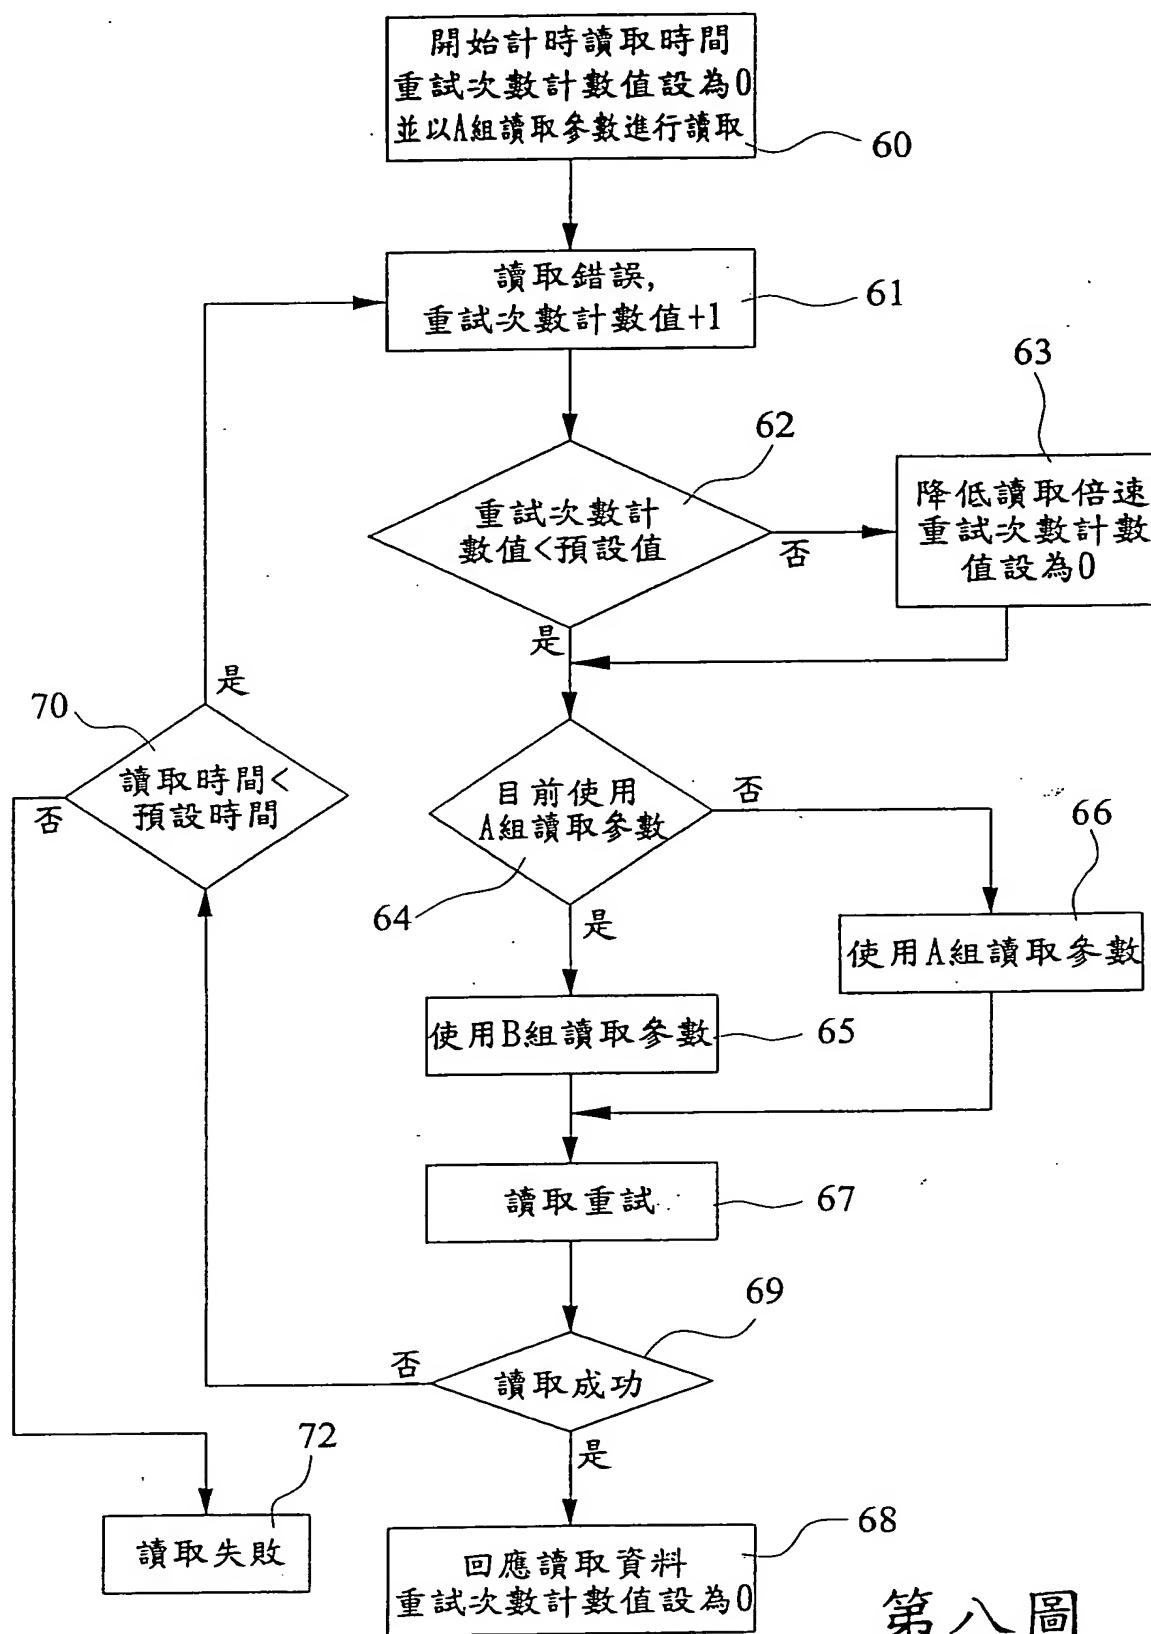 開始計時讀取時間
重試次數計數值設為0
並以A組讀取參數進行讀取
60
讀取錯誤,
重試次數計數值+1
61
62
重試次數計
數值<預設值
否
是
63
降低讀取倍速
重試次數計數
值設為0
70
是
讀取時間<
預設時間
否
目前使用
A組讀取參數
否
64
是
66
使用A組讀取參數
使用B組讀取參數
65
讀取重試
67
69
否
讀取成功
是
72
讀取失敗
68
回應讀取資料
重試次數計數值設為0
第八圖